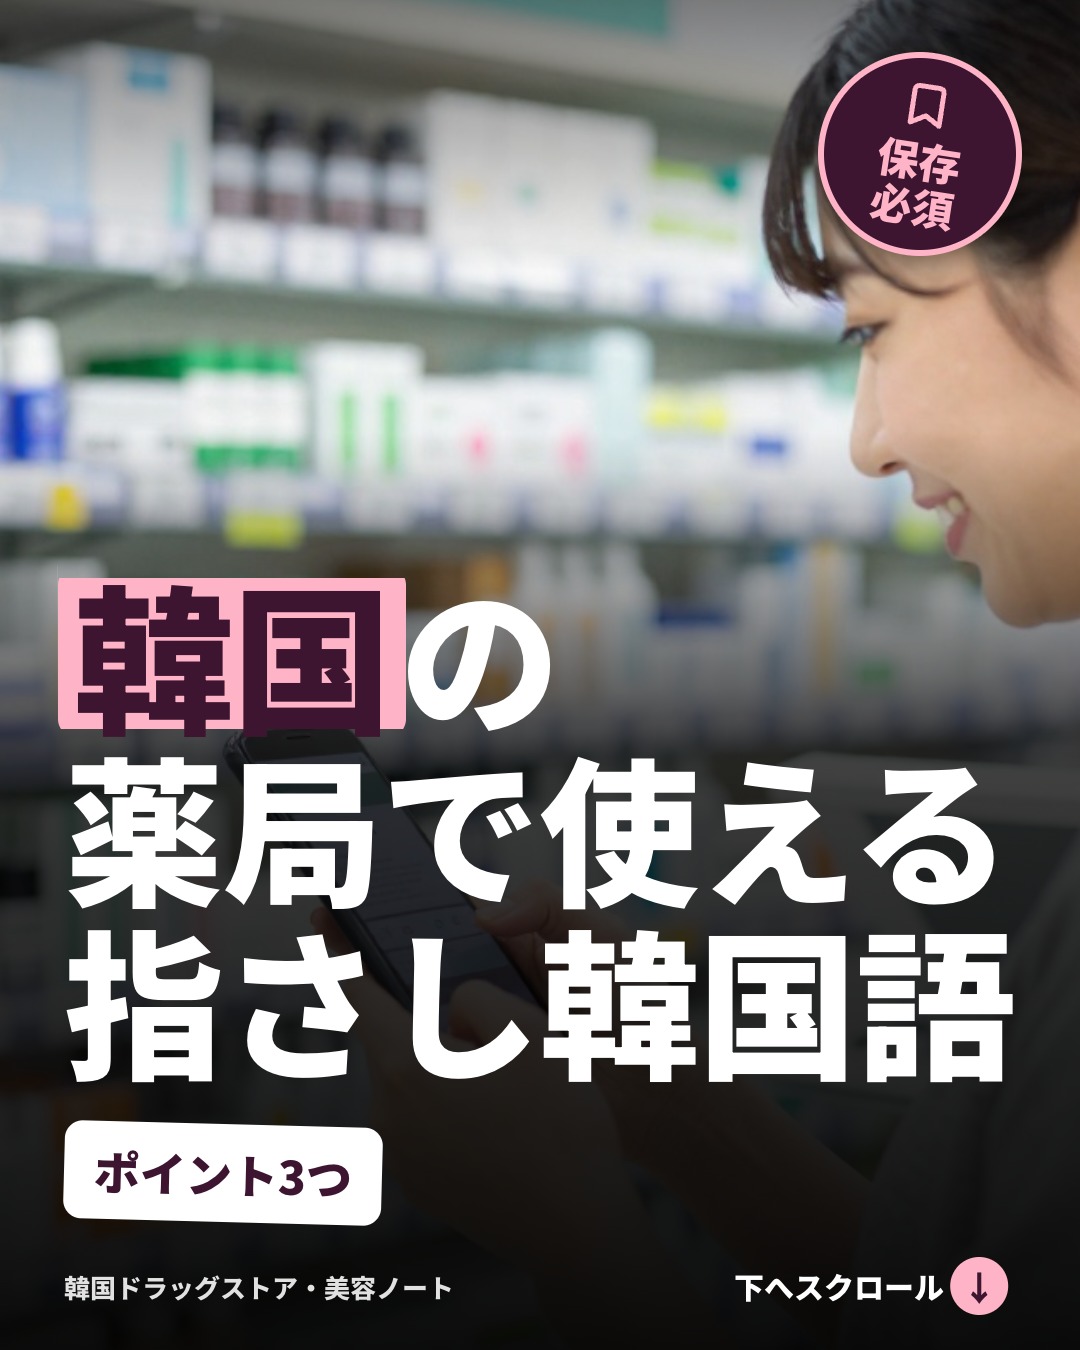 保存
必須
韓国の
薬局で使える
指さし韓国語
ポイント3つ
韓国ドラッグストア・美容ノート
下へスクロール↓